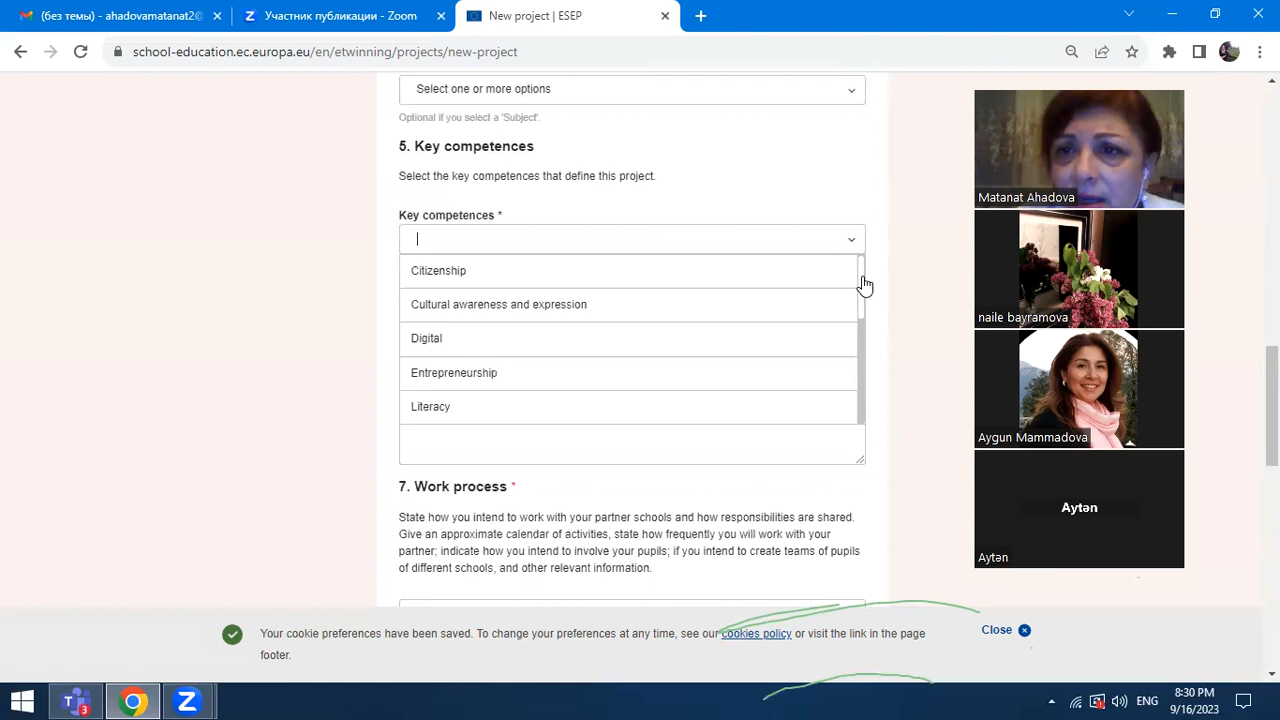 (без темы) - ahadovamatanat2@
Участник публикации - Zoom
New project | ESEP
school-education.ec.europa.eu/en/etwinning/projects/new-project
Select one or more options
Optional if you select a 'Subject'.
5. Key competences
Select the key competences that define this project.
Key competences *
Citizenship
Cultural awareness and expression
Digital
Entrepreneurship
Literacy
7. Work process *
State how you intend to work with your partner schools and how responsibilities are shared.
Give an approximate calendar of activities, state how frequently you will work with your
partner; indicate how you intend to involve your pupils; if you intend to create teams of pupils
of different schools, and other relevant information.
Your cookie preferences have been saved. To change your preferences at any time, see our cookies policy or visit the link in the page
footer.
Close
Matanat Ahadova
naile bayramova
Aygun Mammadova
Aytən
Aytən
3
ENG
8:30 PM
9/16/2023